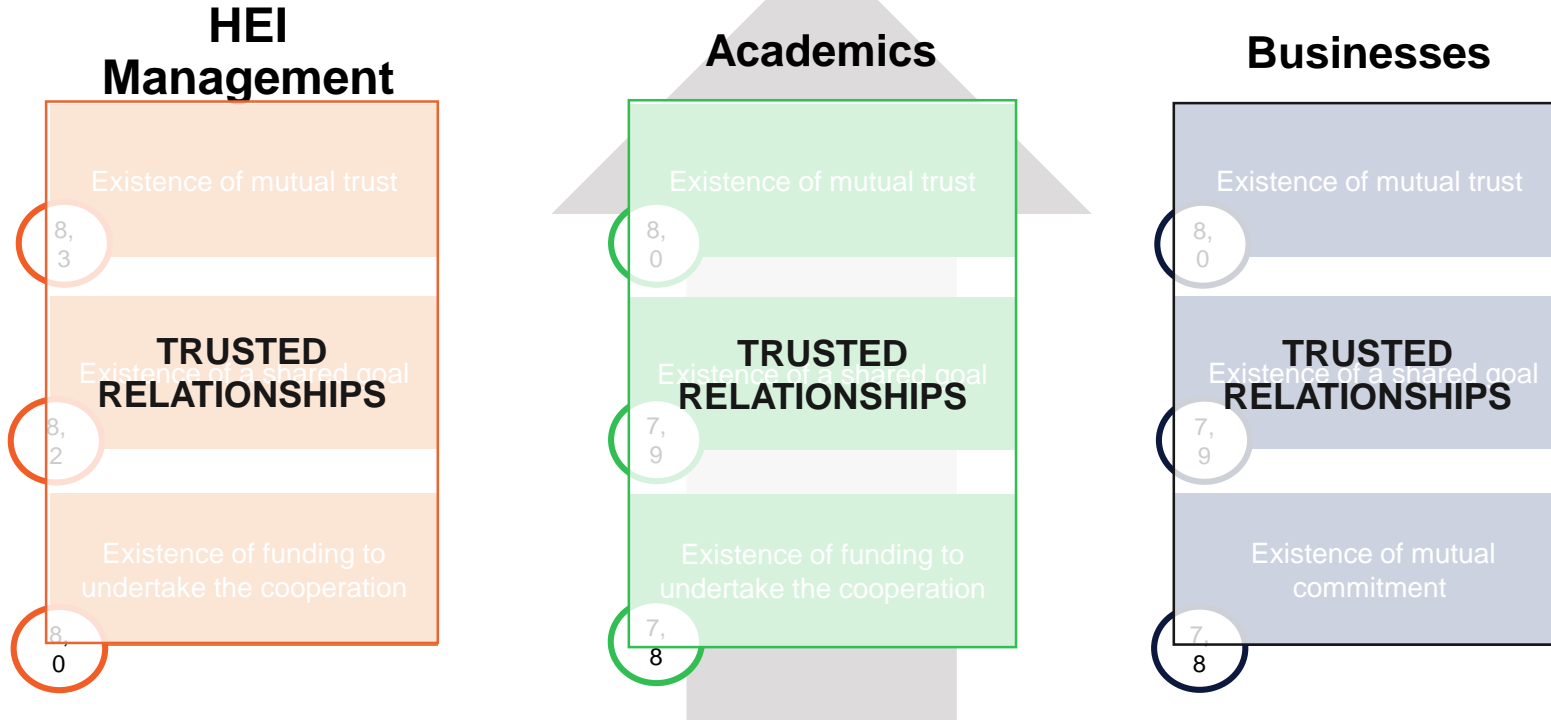 HEI
Management
Existence of mutual trust
8,
3
TRUSTED
RELATIONSHIPS
Existence of a shared goal
8,
2
Existence of funding to
undertake the cooperation
8,
0
Academics
Existence of mutual trust
8,
0
TRUSTED
RELATIONSHIPS
Existence of a shared goal
7,
9
Existence of funding to
undertake the cooperation
7,
8
Businesses
Existence of mutual trust
8,
0
TRUSTED
RELATIONSHIPS
Existence of a shared goal
7,
9
Existence of mutual
commitment
7,
8